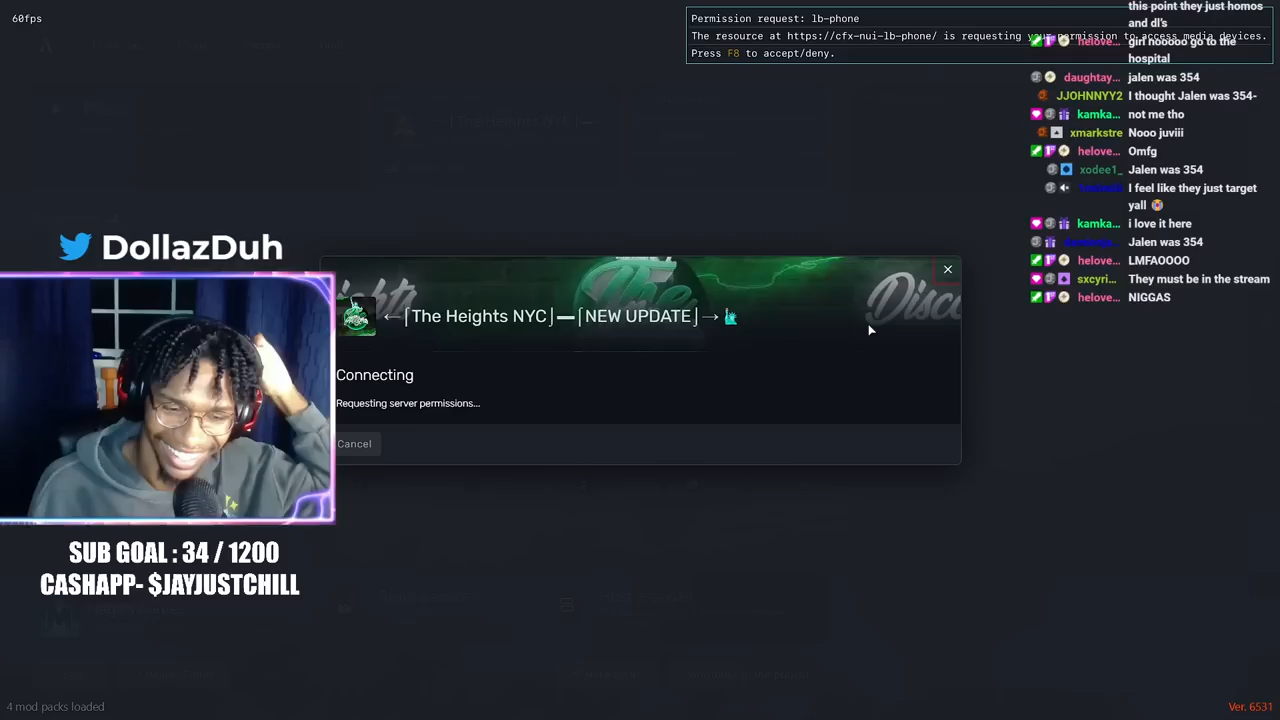 60fps
Permission request: lb-phone
The resource at https://cfx-nui-lb-phone/ is requesting your permission to access media devices.
Press F8 to accept/deny.
this point they just homos
and dl's
helove... girl hooooo go to the
hospital
daughtay... jalen was 354
JJOHNNYY2 I thought Jalen was 354-
kamka... not me tho
xmarkstre Nooo juviii
helove... Omfg
xodee1_ Jalen was 354
I feel like they just target
yall 😭
kamka... i love it here
Jalen was 354
helove... LMFAOOOO
sxcyri... They must be in the stream
helove... NIGGAS
DollazDuh
The
Disco
←⌈The Heights NYC⌋━⌈NEW UPDATE⌋→🗽
Connecting
Requesting server permissions...
Cancel
SUB GOAL : 34 / 1200
CASHAPP- $JAYJUSTCHILL
4 mod packs loaded
Ver. 6531